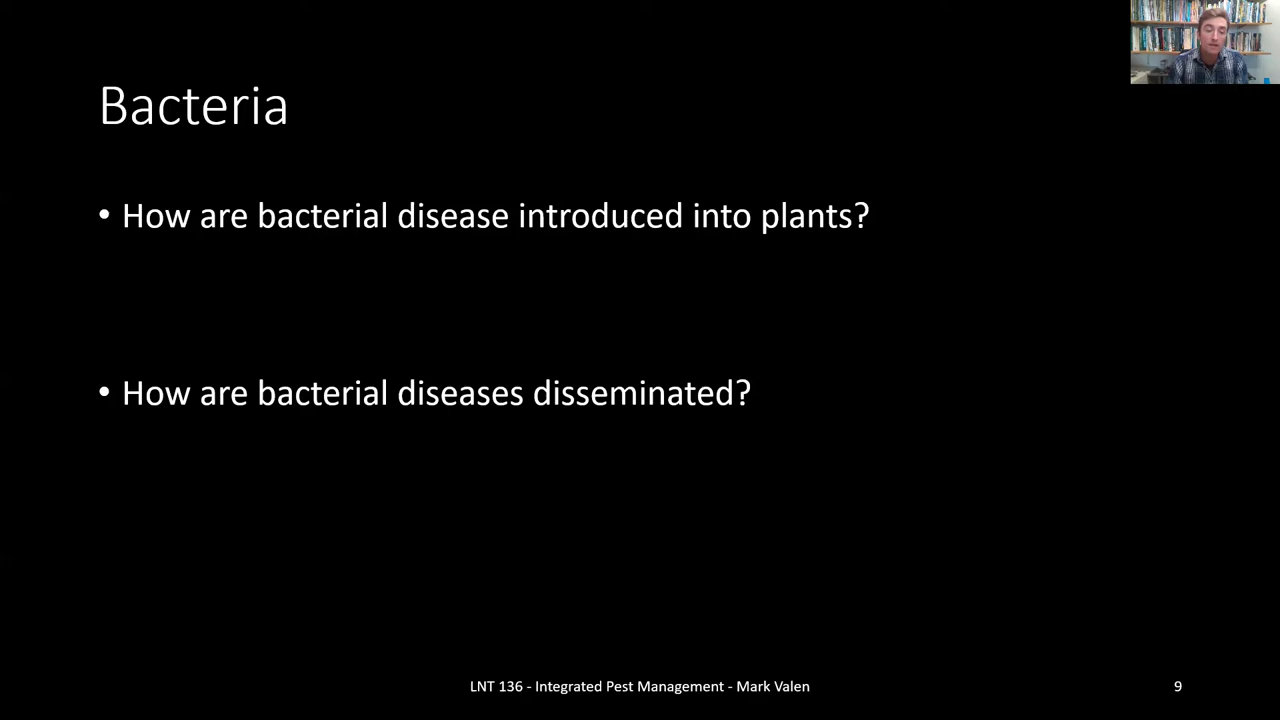 Bacteria
• How are bacterial disease introduced into plants?
• How are bacterial diseases disseminated?
LNT 136 - Integrated Pest Management - Mark Valen
9